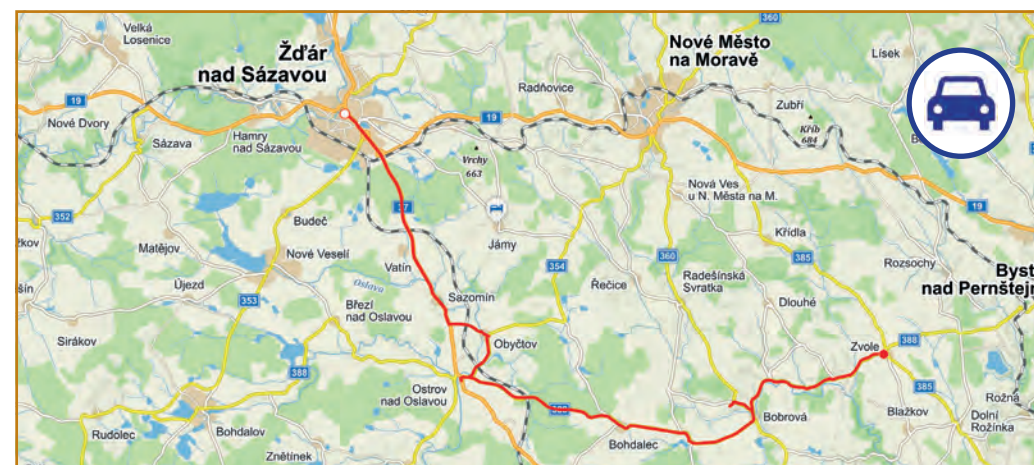 Velká
Losenice
Žďár
nad Sázavou
Nové Město
na Moravě
360
Lísek
Radňovice
Zubří
19
19
Nové Dvory
Sázava
Hamry
nad Sázavou
Vrchy
663
Křib
684
Nová Ves
u N. Města na M.
352
37
19
Budeč
Matějov
Nové Veselí
Jámy
Křídla
Újezd
Vatín
354
360
385
Rozsochy
Oslava
Sazomín
Řečice
Radešínská
Svratka
Byst
nad Pernštejn
353
Březí
nad Oslavou
Dlouhé
Sirákov
Obyčtov
Zvole
388
388
Ostrov
nad Oslavou
385
Rožná
Bobrová
Blažkov
Dolní
Rožínka
Rudolec
Bohdalov
Bohdalec
Znětínek